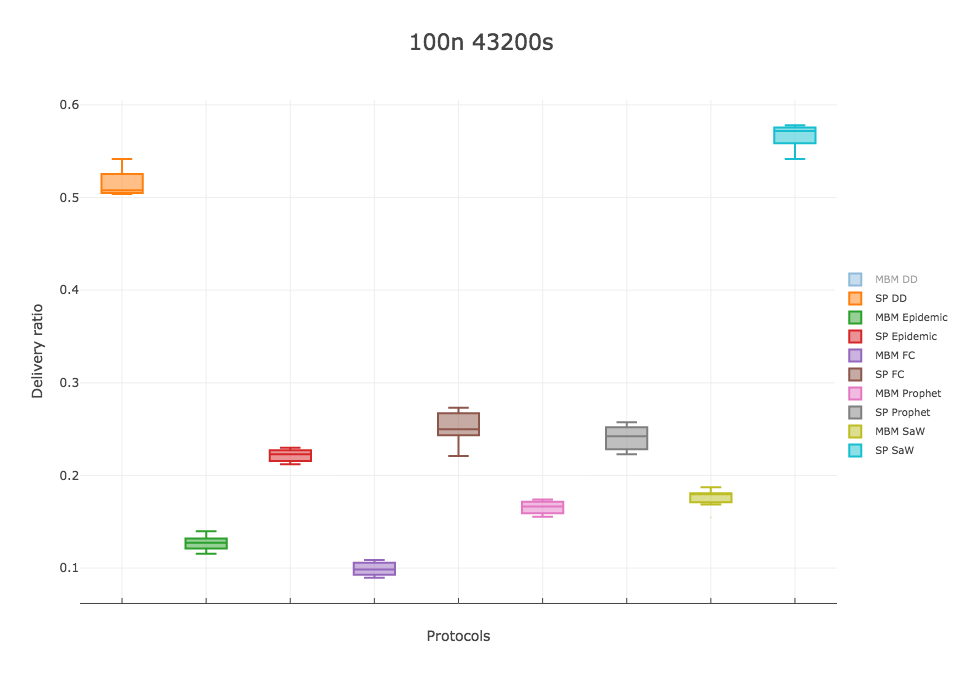 100n 43200s
0.6
0.5
0.4
0.3
0.2
0.1
Delivery ratio
Protocols
MBM DD
SP DD
MBM Epidemic
SP Epidemic
MBM FC
SP FC
MBM Prophet
SP Prophet
MBM SaW
SP SaW